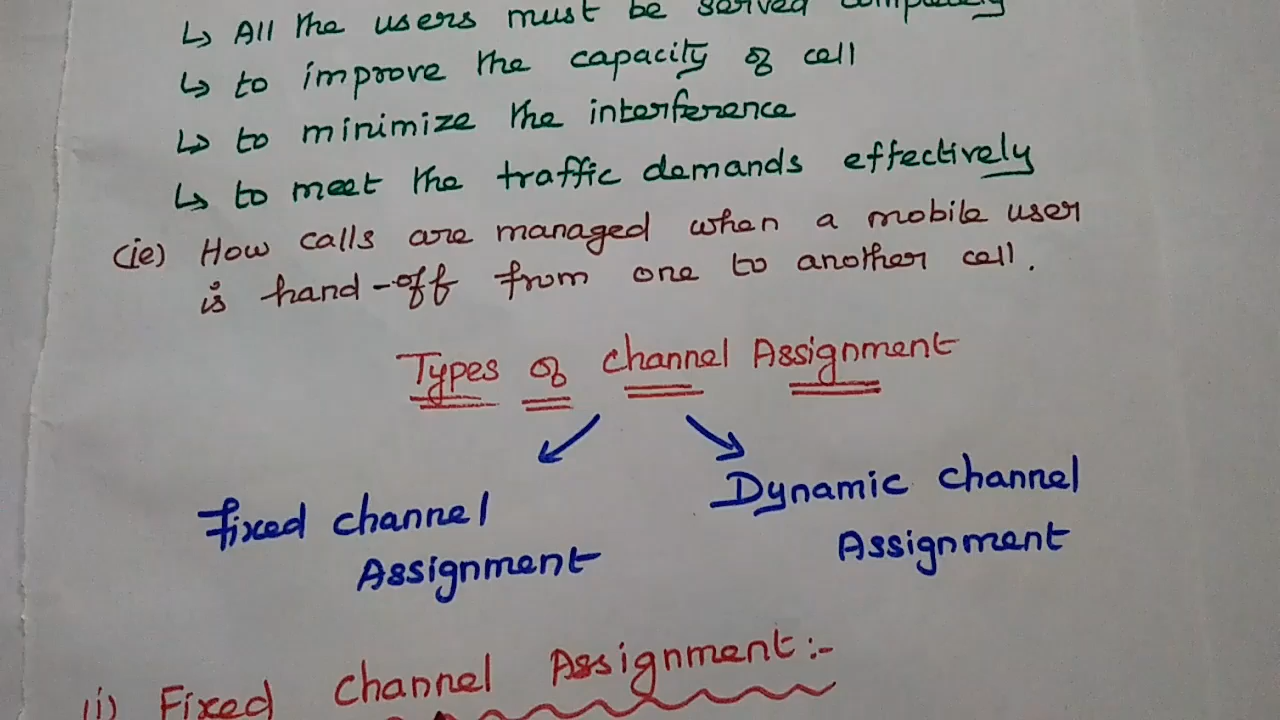 ↳ All the users must be served completely
↳ to improve the capacity of cell
↳ to minimize the interference
↳ to meet the traffic demands effectively
(ie) How calls are managed when a mobile user
is hand-off from one to another cell.
Types of channel Assignment
Fixed channel
Assignment
Dynamic channel
Assignment
(i) Fixed channel Assignment:-